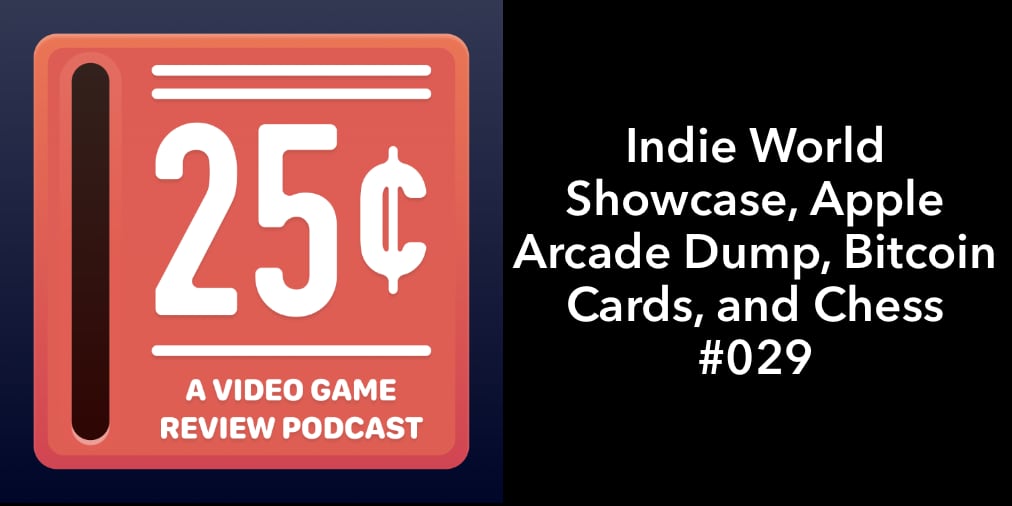 25¢
A VIDEO GAME
REVIEW PODCAST
Indie World
Showcase, Apple
Arcade Dump, Bitcoin
Cards, and Chess
#029